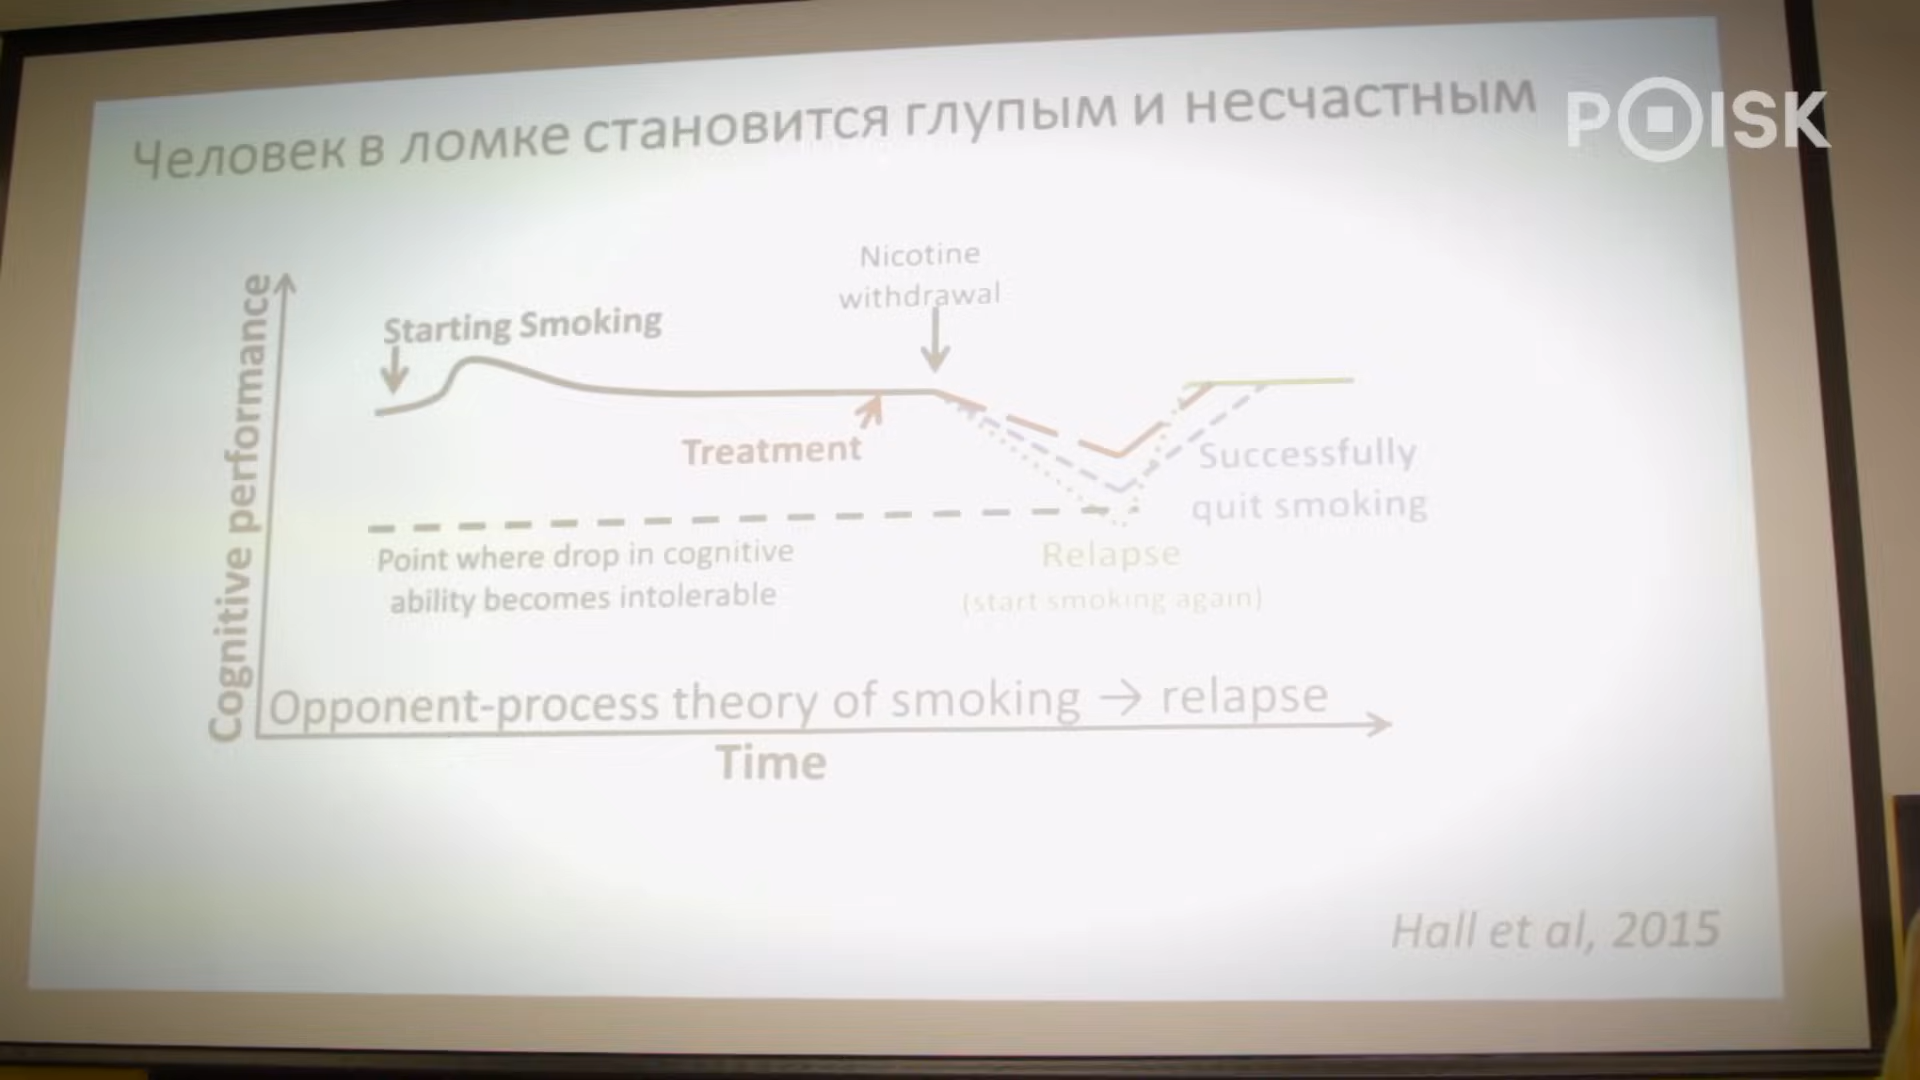 Человек в ломке становится глупым и несчастным
POISK
Nicotine
withdrawal
Starting Smoking
Cognitive performance
Treatment
Successfully
quit smoking
Point where drop in cognitive
ability becomes intolerable
Relapse
(start smoking again)
Opponent-process theory of smoking → relapse
Time
Hall et al, 2015